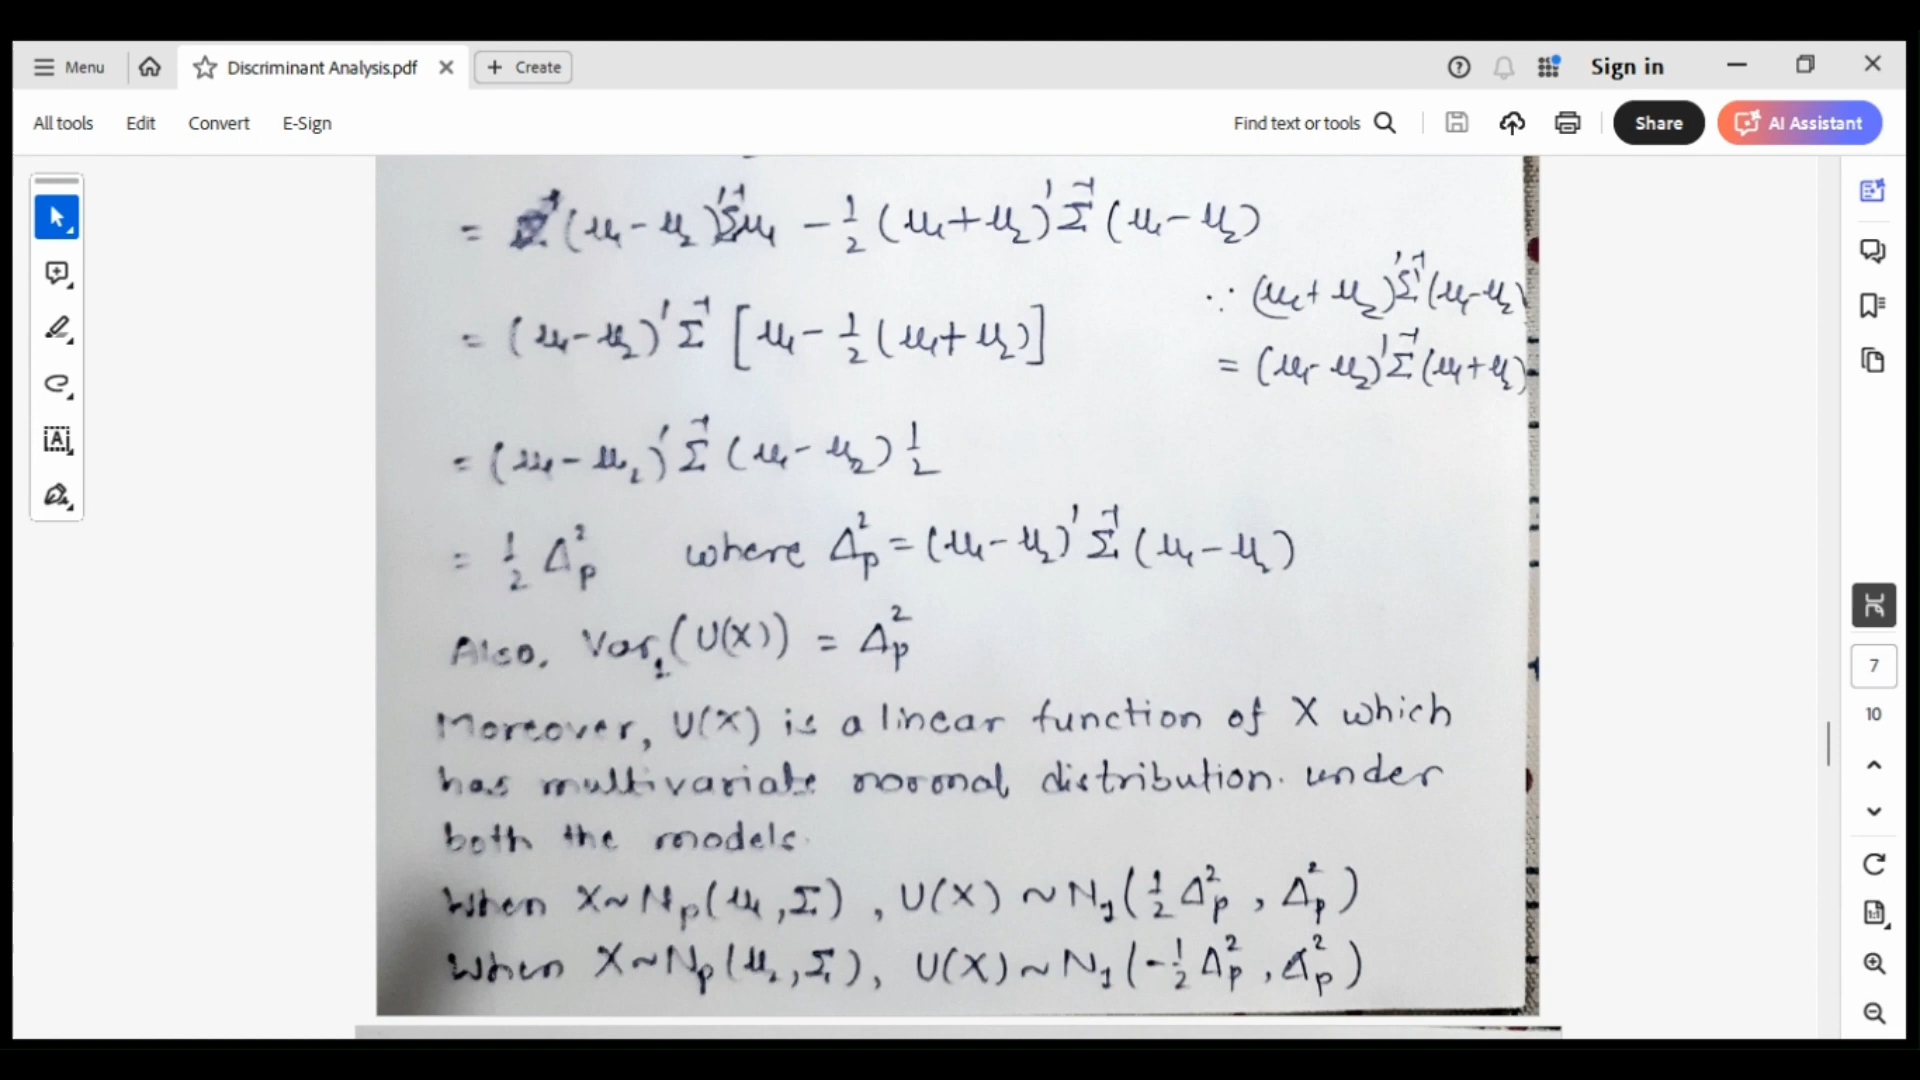 Menu
Discriminant Analysis.pdf
Create
Sign in
All tools Edit Convert E-Sign
Find text or tools
Share
AI Assistant
= (μ₁ - μ₂)'Σ⁻¹μ₁ - 1/2 (μ₁ + μ₂)'Σ⁻¹(μ₁ - μ₂)
∵ (μ₁ + μ₂)'Σ⁻¹(μ₁ - μ₂)
= (μ₁ - μ₂)'Σ⁻¹[μ₁ - 1/2 (μ₁ + μ₂)]
= (μ₁ - μ₂)'Σ⁻¹(μ₁ + μ₂)
= (μ₁ - μ₂)'Σ⁻¹(μ₁ - μ₂) 1/2
= 1/2 Δₚ² where Δₚ² = (μ₁ - μ₂)'Σ⁻¹(μ₁ - μ₂)
Also, Var₁(U(X)) = Δₚ²
Moreover, U(X) is a linear function of X which
has multivariate normal distribution. under
both the models.
When X ~ Nₚ(μ₁, Σ), U(X) ~ N₁(1/2 Δₚ², Δₚ²)
When X ~ Nₚ(μ₂, Σ), U(X) ~ N₁(-1/2 Δₚ², Δₚ²)
7
10